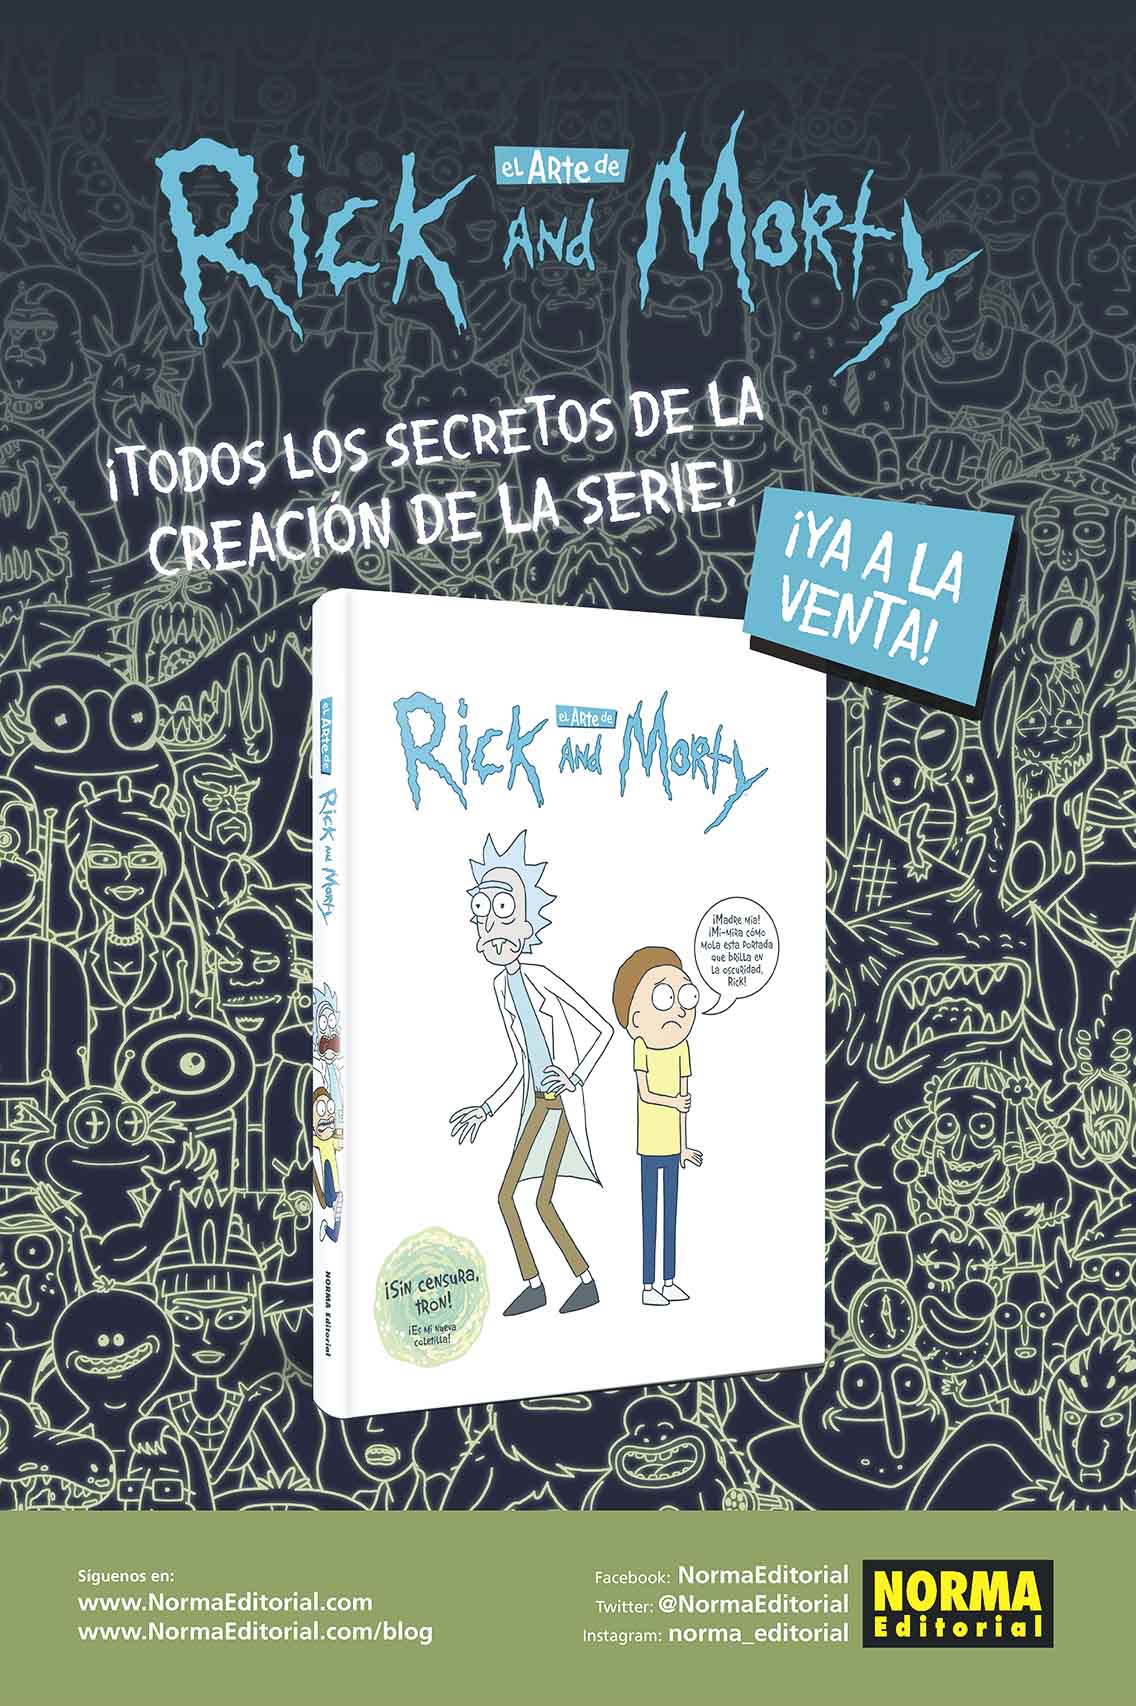 el ARte de
Rick AND Morty
¡TODOS LOS SECRETOS DE LA
CREACIÓN DE LA SERIE!
¡YA A LA
VENTA!
el ARte de
Rick AND Morty
el ARte de
Rick AND Morty
¡Madre mía!
¡Mi-mira cómo
mola esta portada
que brilla en
la oscuridad,
Rick!
¡Sin censura,
tron!
¡Es mi nueva
coletilla!
NORMA Editorial
Síguenos en:
www.NormaEditorial.com
www.NormaEditorial.com/blog
Facebook: NormaEditorial
Twitter: @NormaEditorial
Instagram: norma_editorial
NORMA
Editorial